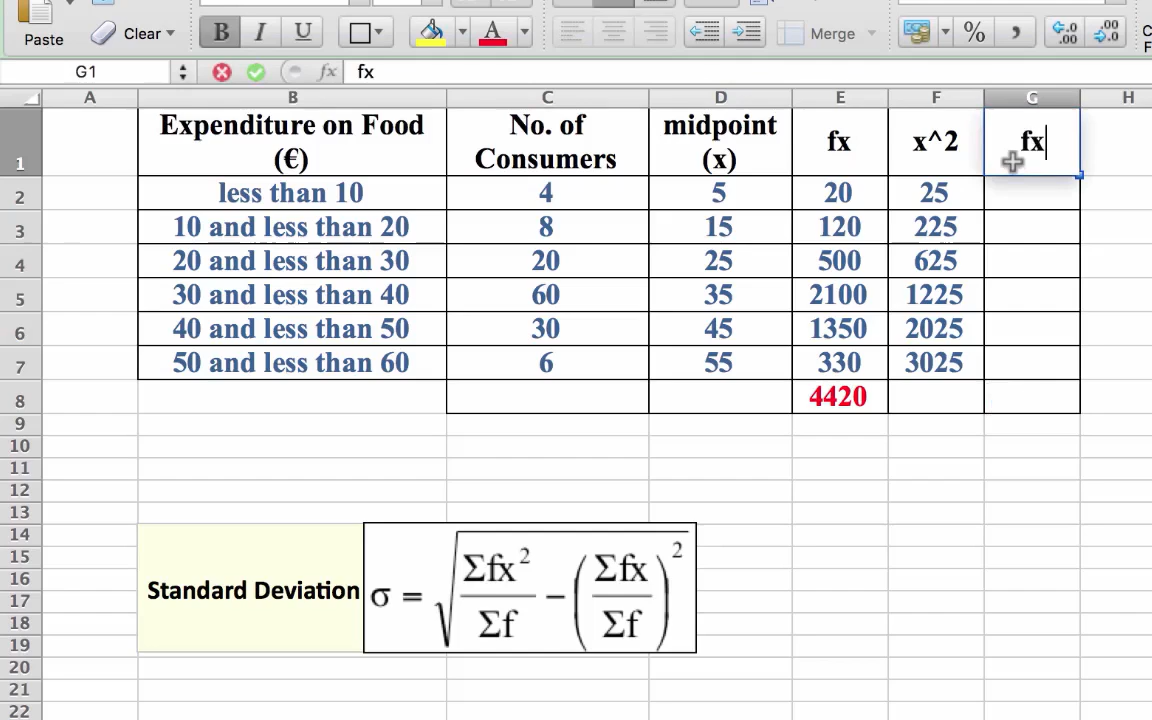 Paste Clear B I U A Merge % , .0 .00 .00 .0
G1 fx fx
A B C D E F G H
1 Expenditure on Food (€) No. of Consumers midpoint (x) fx x^2 fx
2 less than 10 4 5 20 25
3 10 and less than 20 8 15 120 225
4 20 and less than 30 20 25 500 625
5 30 and less than 40 60 35 2100 1225
6 40 and less than 50 30 45 1350 2025
7 50 and less than 60 6 55 330 3025
8 4420
9
10
11
12
13
14
15
16
17
18
19
20
21
22
Standard Deviation σ = √ Σfx² / Σf − ( Σfx / Σf )²